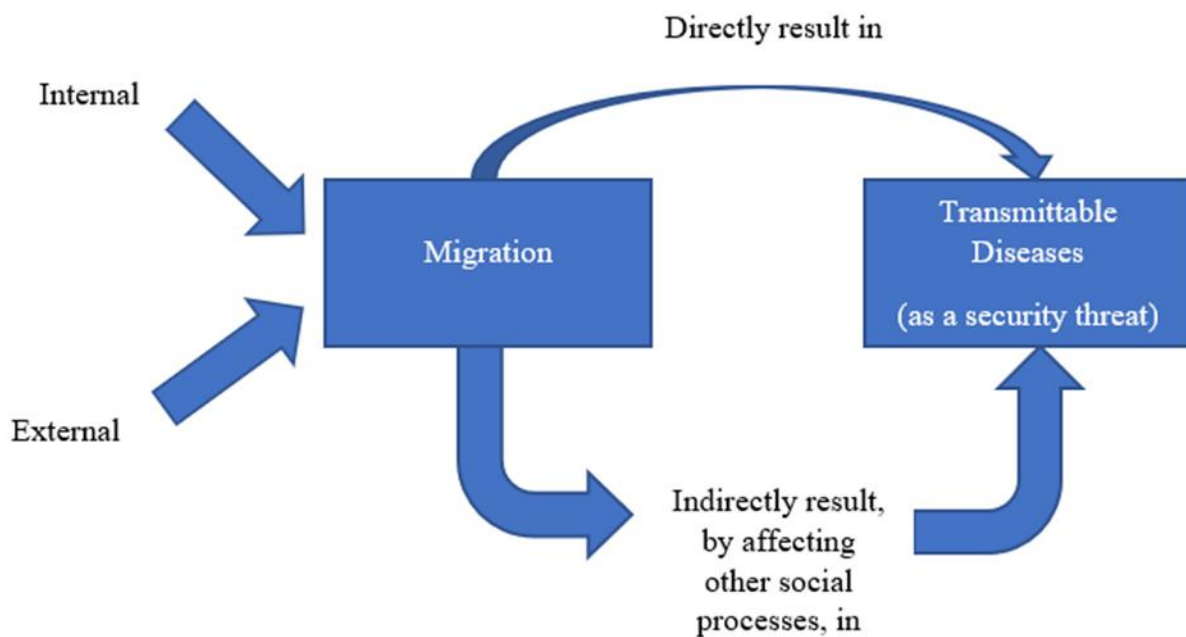 Directly result in
Internal
Migration
Transmittable
Diseases
(as a security threat)
External
Indirectly result,
by affecting
other social
processes, in